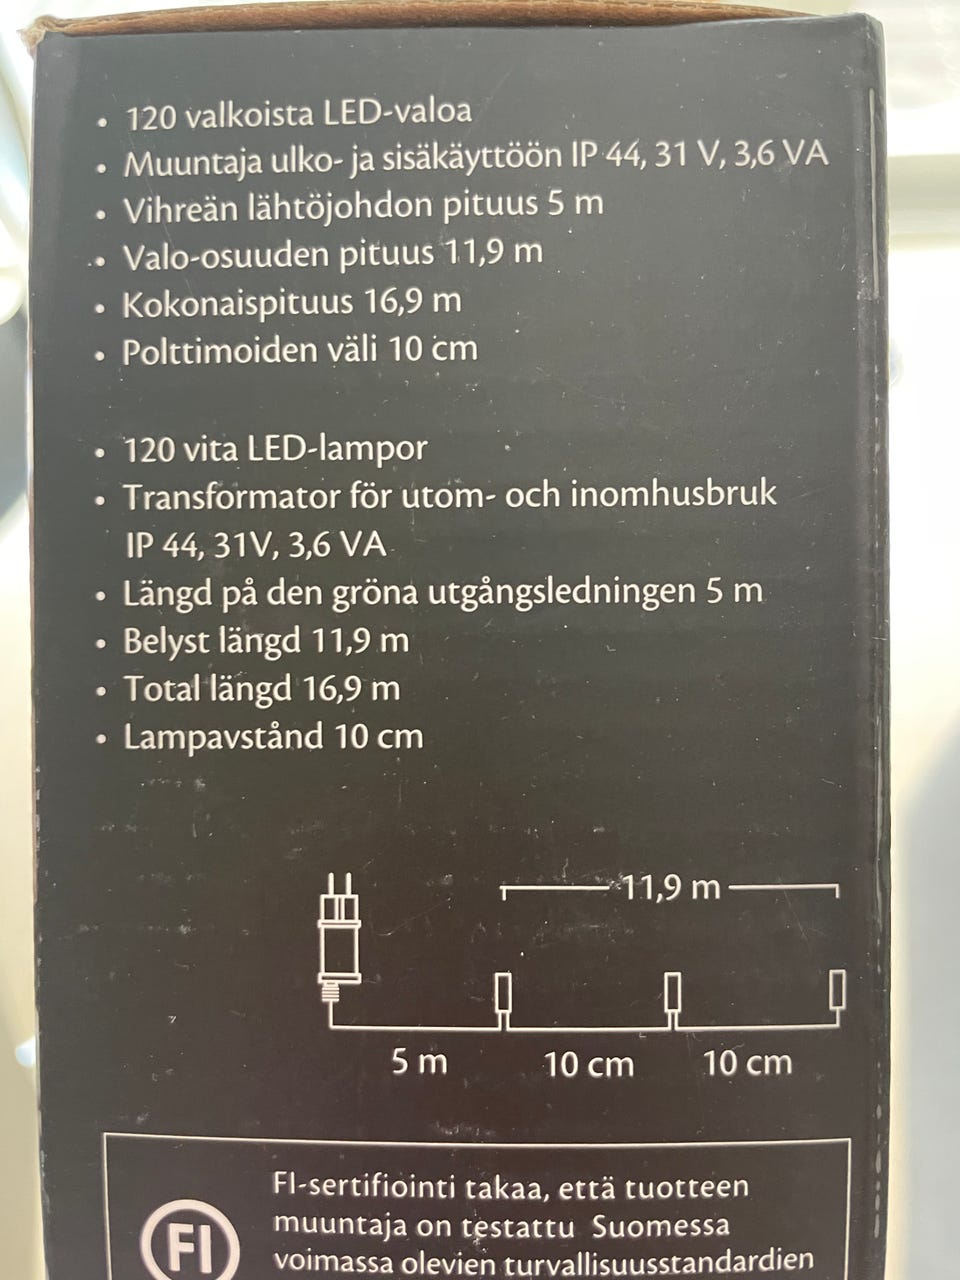 • 120 valkoista LED-valoa
• Muuntaja ulko- ja sisäkäyttöön IP 44, 31 V, 3,6 VA
• Vihreän lähtöjohdon pituus 5 m
• Valo-osuuden pituus 11,9 m
• Kokonaispituus 16,9 m
• Polttimoiden väli 10 cm
• 120 vita LED-lampor
• Transformator för utom- och inomhusbruk
IP 44, 31V, 3,6 VA
• Längd på den gröna utgångsledningen 5 m
• Belyst längd 11,9 m
• Total längd 16,9 m
• Lampavstånd 10 cm
11,9 m
5 m 10 cm 10 cm
FI-sertifiointi takaa, että tuotteen
FI muuntaja on testattu Suomessa
voimassa olevien turvallisuusstandardien